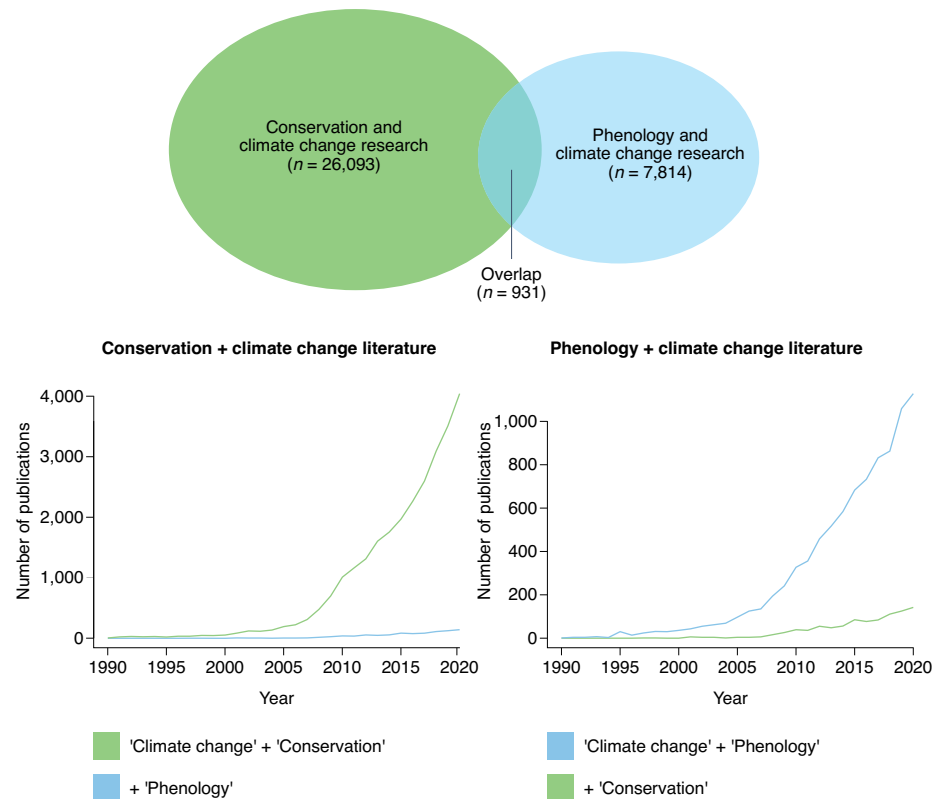 Conservation and
climate change research
(n = 26,093)
Phenology and
climate change research
(n = 7,814)
Overlap
(n = 931)
Conservation + climate change literature
Number of publications
4,000
3,000
2,000
1,000
0
1990 1995 2000 2005 2010 2015 2020
Year
'Climate change' + 'Conservation'
+ 'Phenology'
Phenology + climate change literature
Number of publications
1,000
800
600
400
200
0
1990 1995 2000 2005 2010 2015 2020
Year
'Climate change' + 'Phenology'
+ 'Conservation'